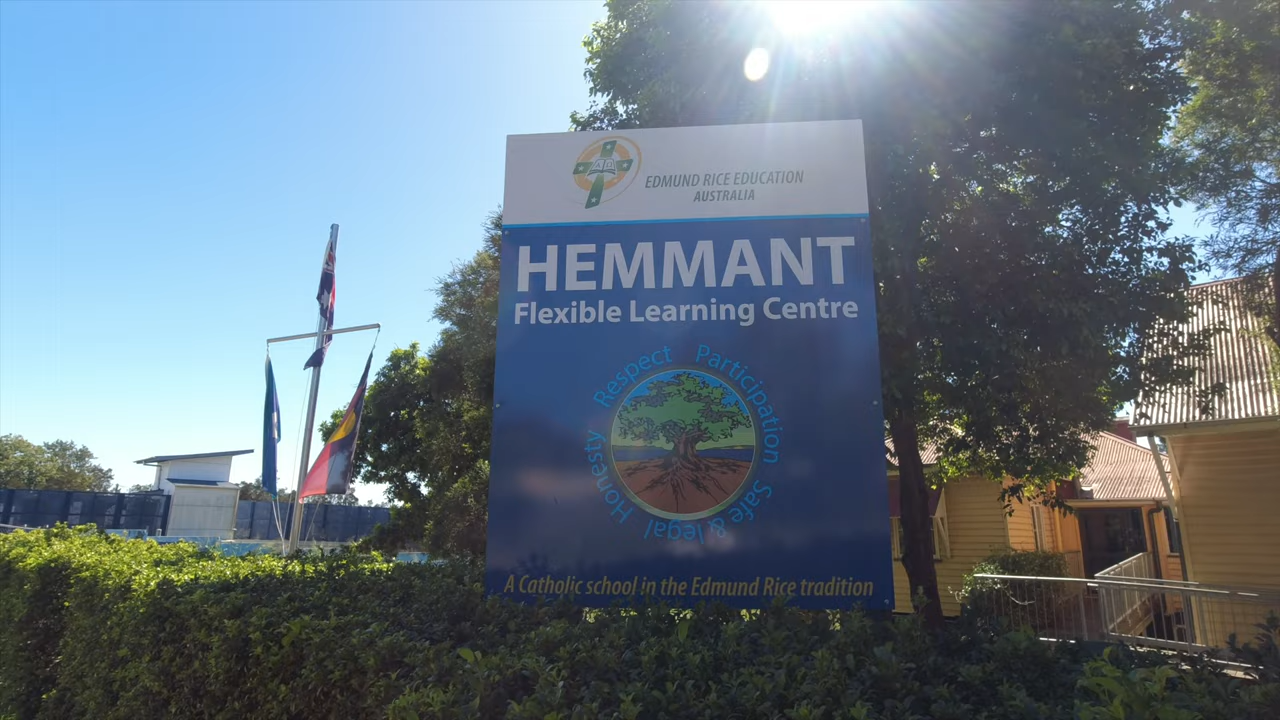 EDMUND RICE EDUCATION
AUSTRALIA
HEMMANT
Flexible Learning Centre
Respect Participation Safe & legal Honesty
A Catholic school in the Edmund Rice tradition